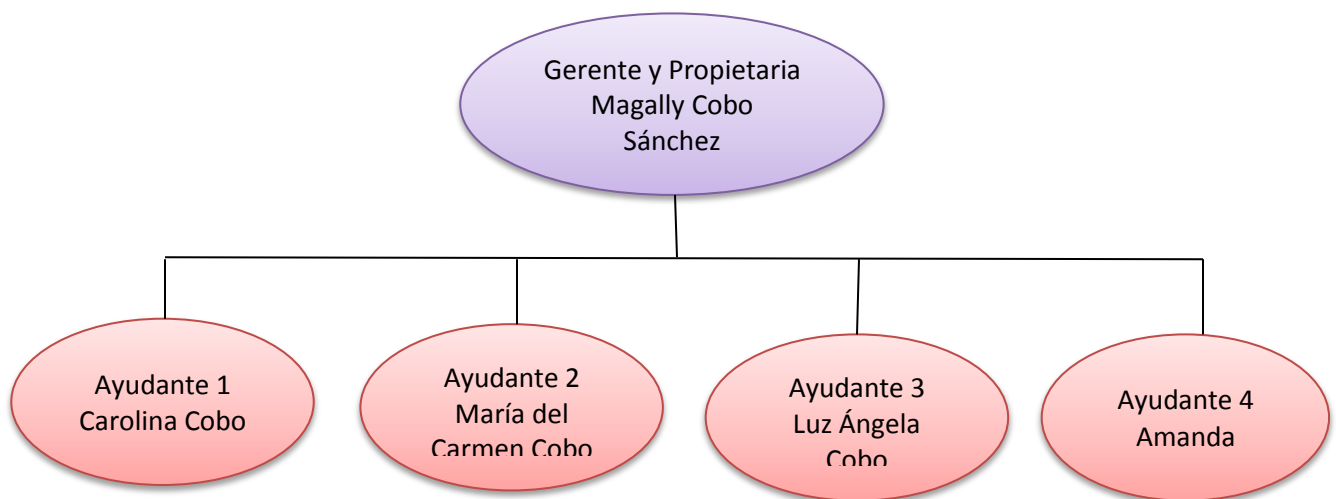 Gerente y Propietaria
Magally Cobo
Sánchez
Ayudante 1
Carolina Cobo
Ayudante 2
María del
Carmen Cobo
Ayudante 3
Luz Ángela
Cobo
Ayudante 4
Amanda